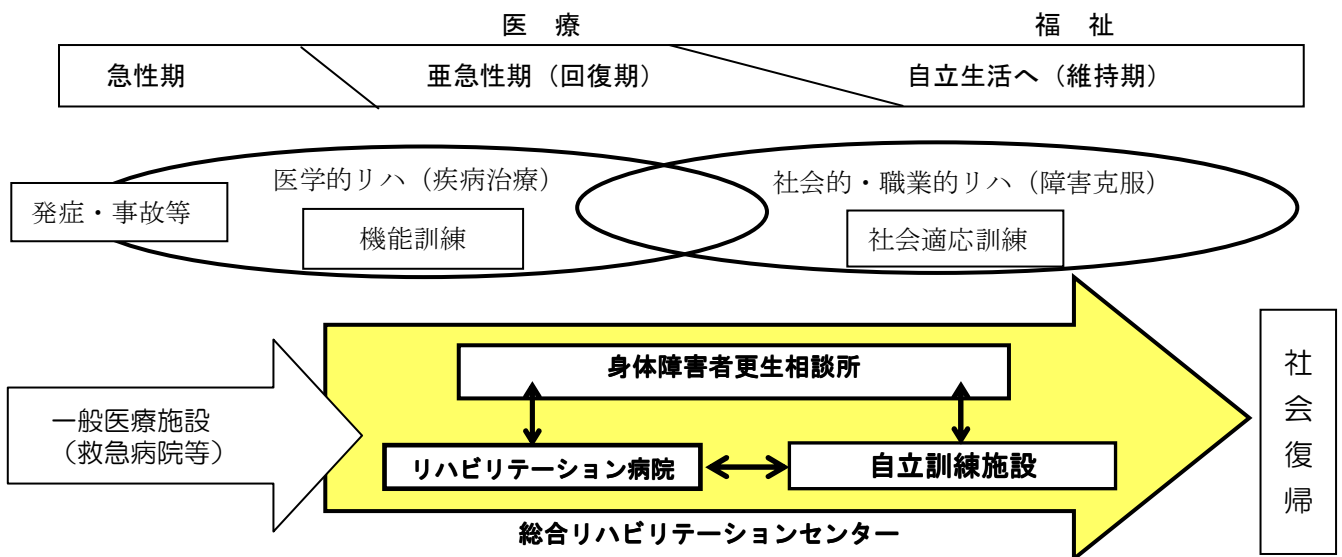 医　療
福　祉
急性期
亜急性期（回復期）
自立生活へ（維持期）
医学的リハ（疾病治療）
社会的・職業的リハ（障害克服）
発症・事故等
機能訓練
社会適応訓練
身体障害者更生相談所
一般医療施設
（救急病院等）
リハビリテーション病院
自立訓練施設
総合リハビリテーションセンター
社会復帰